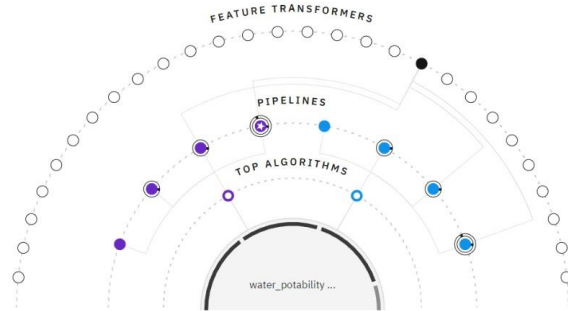 FEATURE TRANSFORMERS
PIPELINES
TOP ALGORITHMS
water_potability ...